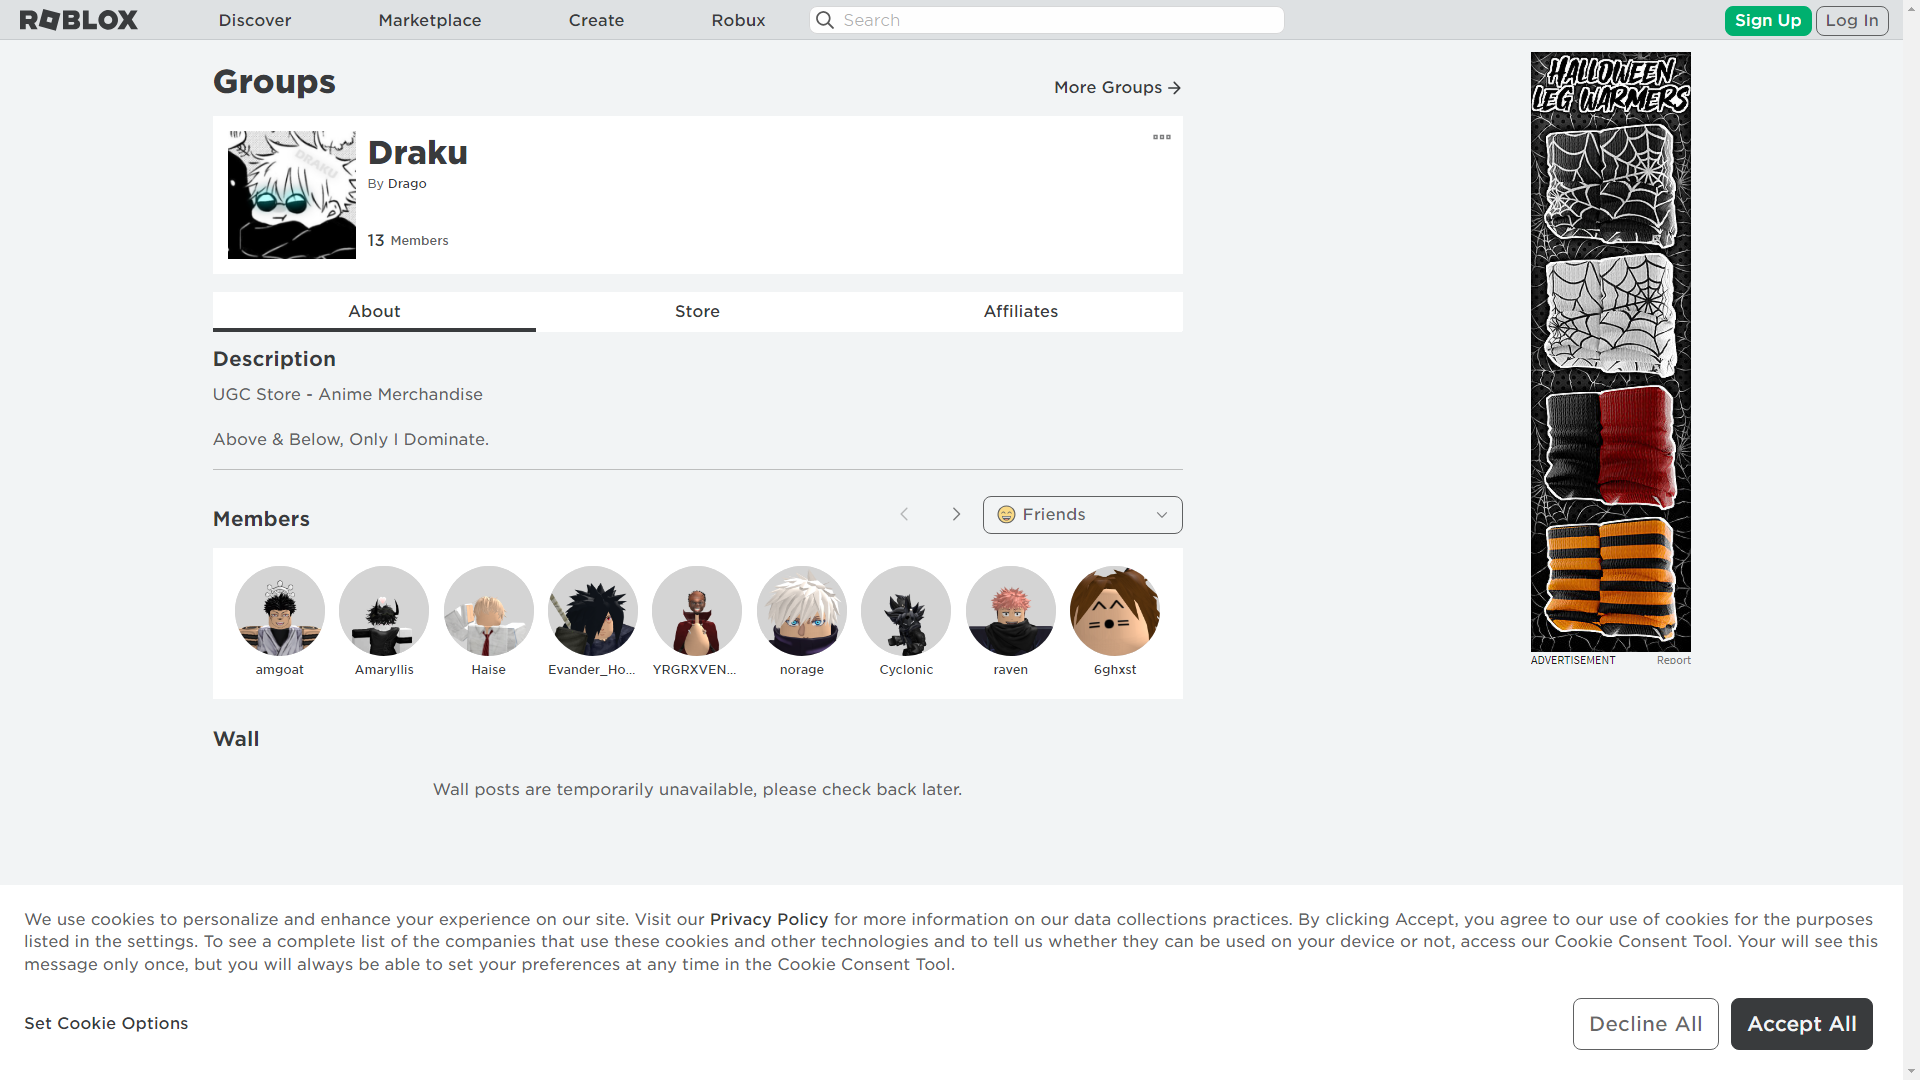 ROBLOX
Discover
Marketplace
Create
Robux
Search
Sign Up
Log In
Groups
More Groups
DRAKU
Draku
By Drago
13 Members
About
Store
Affiliates
Description
UGC Store - Anime Merchandise
Above & Below, Only I Dominate.
Members
Friends
amgoat
Amaryllis
Haise
Evander_Ho...
YRGRXVEN...
norage
Cyclonic
raven
6ghxst
Wall
Wall posts are temporarily unavailable, please check back later.
HALLOWEEN
LEG WARMERS
ADVERTISEMENT
Report
We use cookies to personalize and enhance your experience on our site. Visit our Privacy Policy for more information on our data collections practices. By clicking Accept, you agree to our use of cookies for the purposes
listed in the settings. To see a complete list of the companies that use these cookies and other technologies and to tell us whether they can be used on your device or not, access our Cookie Consent Tool. Your will see this
message only once, but you will always be able to set your preferences at any time in the Cookie Consent Tool.
Set Cookie Options
Decline All
Accept All